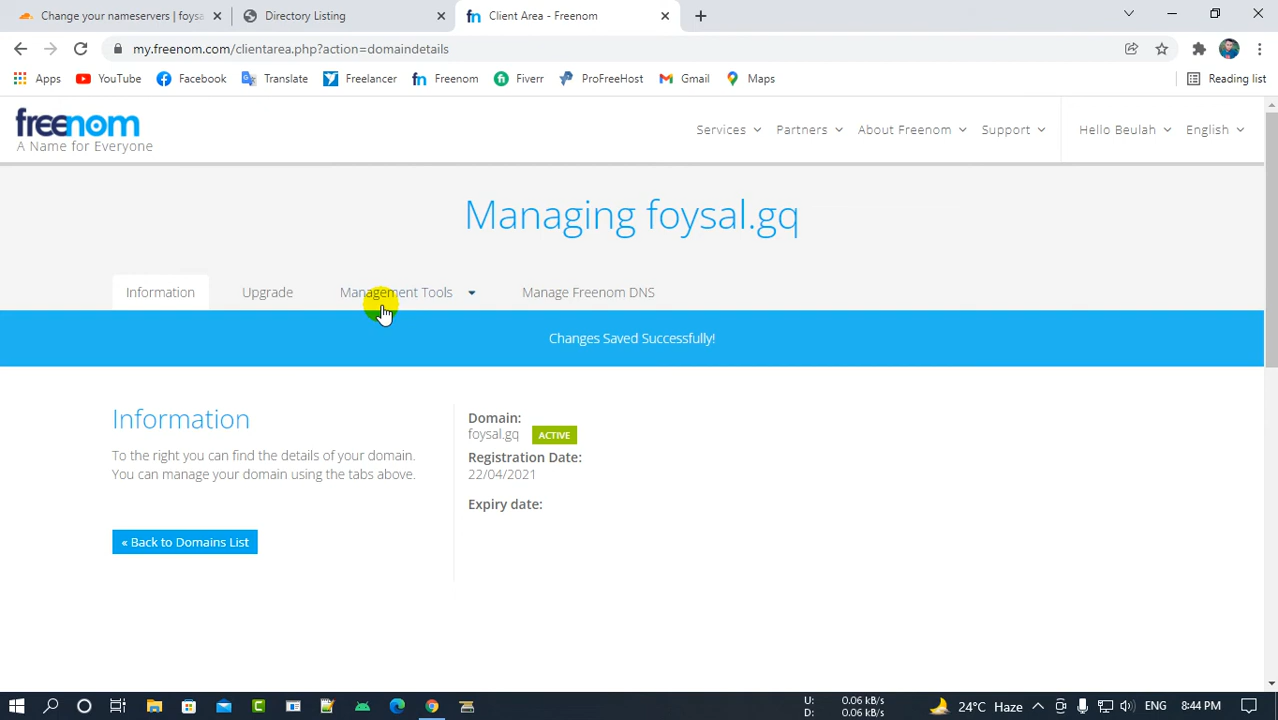 Change your nameservers | foysa
Directory Listing
fn Client Area - Freenom
my.freenom.com/clientarea.php?action=domaindetails
Apps YouTube Facebook Translate Freelancer fn Freenom fi Fiverr ProFreeHost Gmail Maps Reading list
freenom
A Name for Everyone
Services Partners About Freenom Support Hello Beulah English
Managing foysal.gq
Information Upgrade Management Tools Manage Freenom DNS
Changes Saved Successfully!
Information
To the right you can find the details of your domain.
You can manage your domain using the tabs above.
« Back to Domains List
Domain:
foysal.gq ACTIVE
Registration Date:
22/04/2021
Expiry date:
U: 0.06 kB/s
D: 0.06 kB/s
24°C Haze ENG 8:44 PM